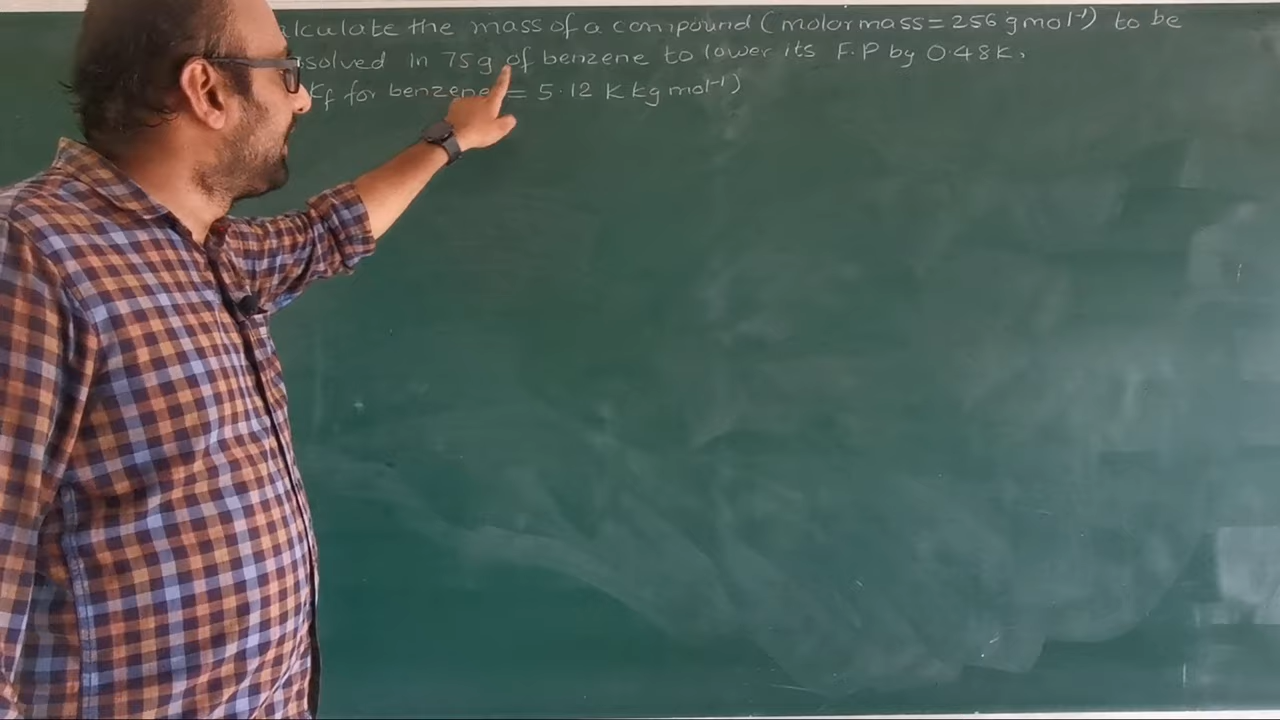 alculate the mass of a compound (molar mass = 256 g mol⁻¹) to be
solved in 75 g of benzene to lower its F.P by 0.48K,
Kf for benzene = 5.12 K kg mol⁻¹)